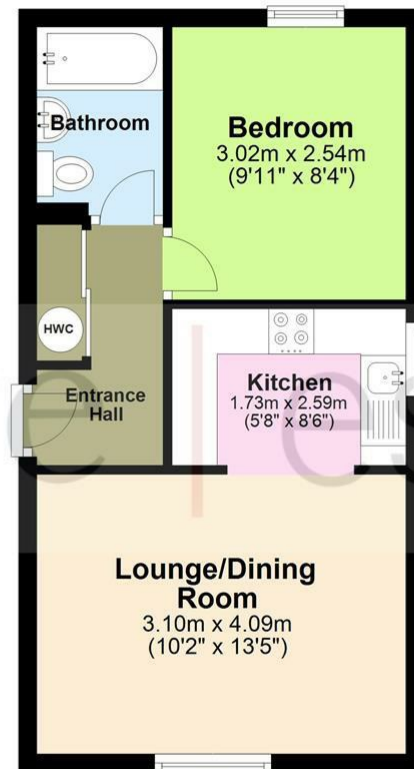 Bathroom
Bedroom
3.02m x 2.54m
(9'11" x 8'4")
HWC
Entrance
Hall
Kitchen
1.73m x 2.59m
(5'8" x 8'6")
Lounge/Dining
Room
3.10m x 4.09m
(10'2" x 13'5")